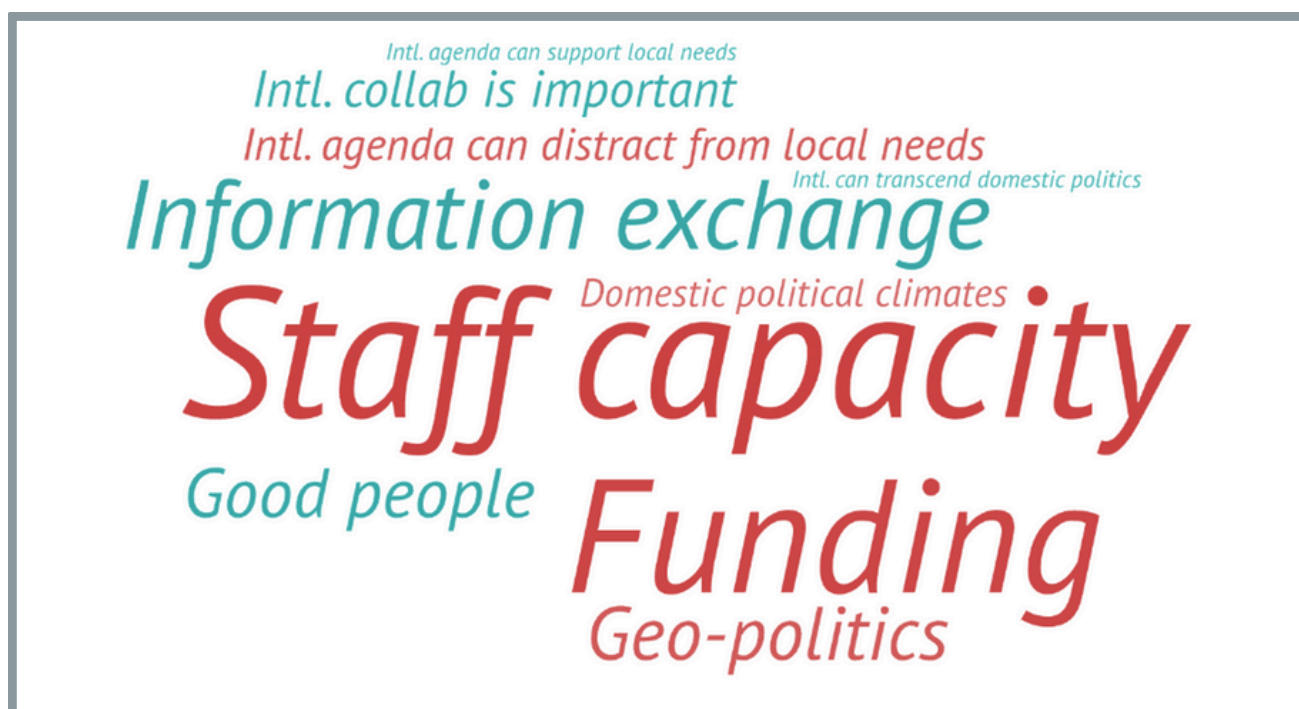 Intl. agenda can support local needs
Intl. collab is important
Intl. agenda can distract from local needs
Intl. can transcend domestic politics
Information exchange
Domestic political climates
Staff capacity
Good people
Funding
Geo-politics